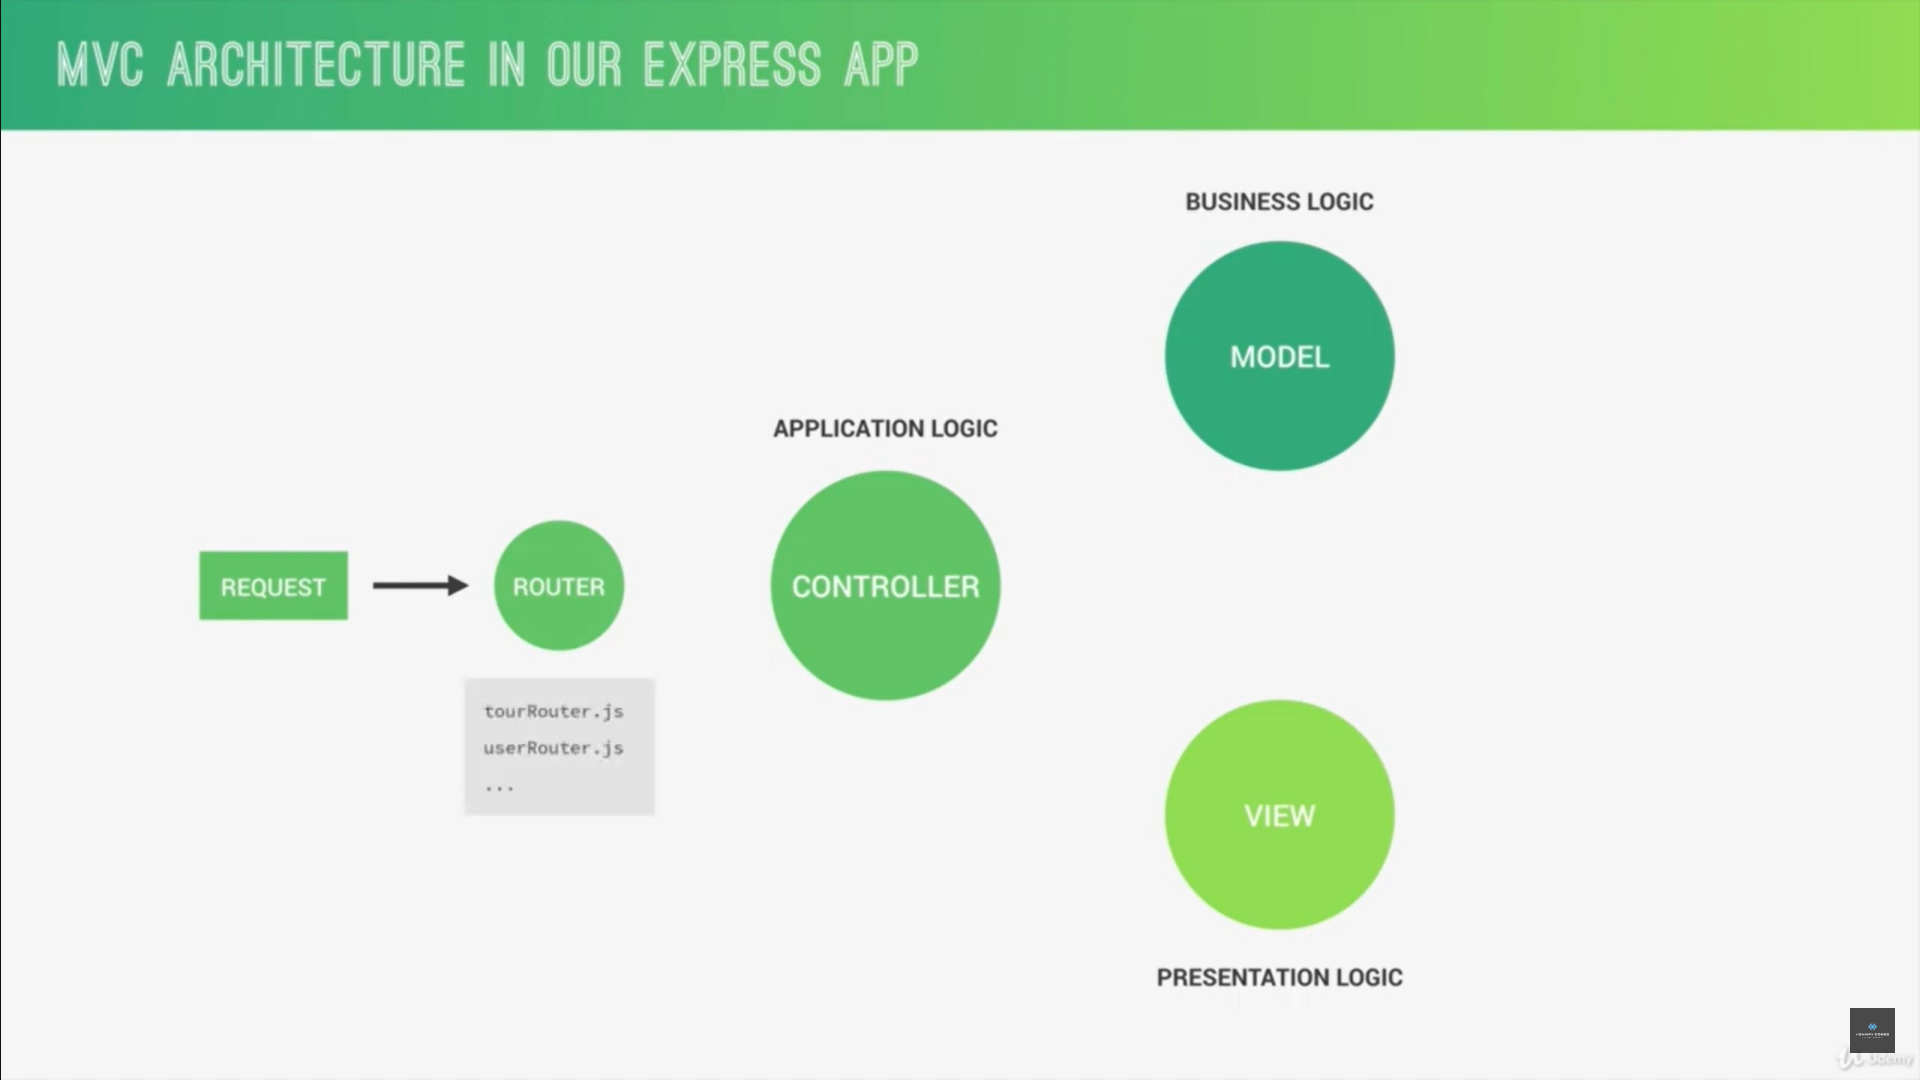 MVC ARCHITECTURE IN OUR EXPRESS APP
BUSINESS LOGIC
MODEL
APPLICATION LOGIC
CONTROLLER
REQUEST
ROUTER
tourRouter.js
userRouter.js
...
VIEW
PRESENTATION LOGIC
Udemy